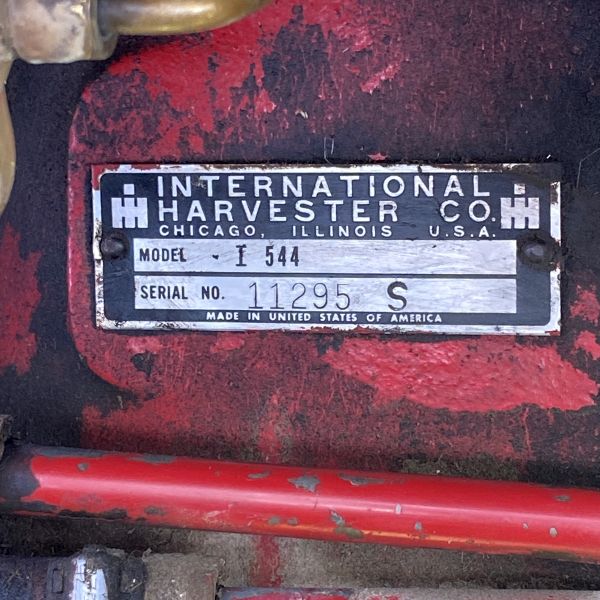 INTERNATIONAL
HARVESTER CO.
CHICAGO, ILLINOIS U.S.A.
MODEL - I 544
SERIAL NO. 11295 S
MADE IN UNITED STATES OF AMERICA